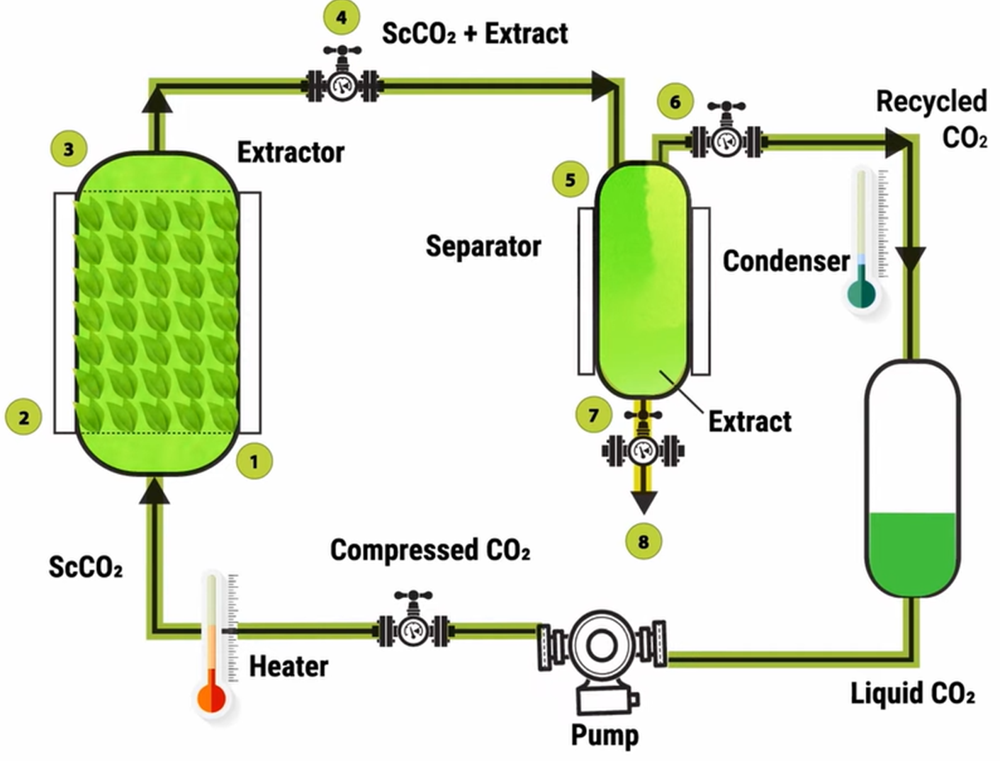 4
ScCO₂ + Extract
6
Recycled
CO₂
3
Extractor
5
Separator
Condenser
2
7
Extract
1
8
Compressed CO₂
ScCO₂
Heater
Liquid CO₂
Pump